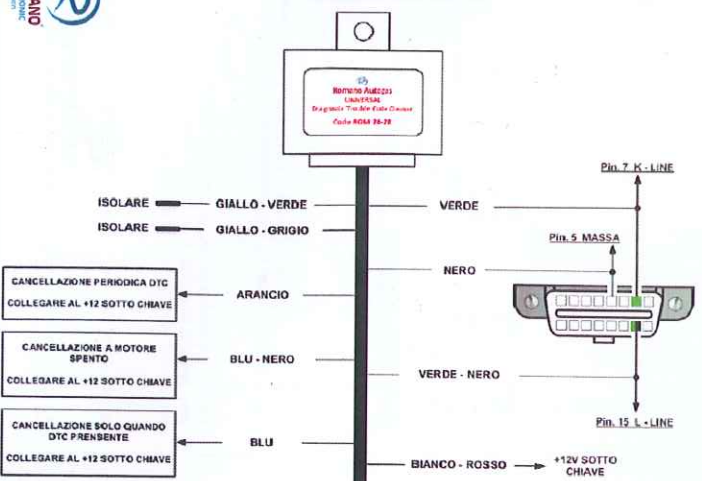 ROMANO
Romano Autogas
UNIVERSAL
Diagnostic Trouble Code Cleaner
Code ROM 26-28
Pin. 7 K - LINE
ISOLARE
GIALLO - VERDE
VERDE
ISOLARE
GIALLO - GRIGIO
Pin. 5 MASSA
NERO
CANCELLAZIONE PERIODICA DTC
COLLEGARE AL +12 SOTTO CHIAVE
ARANCIO
CANCELLAZIONE A MOTORE
SPENTO
COLLEGARE AL +12 SOTTO CHIAVE
BLU - NERO
VERDE - NERO
Pin. 15 L - LINE
CANCELLAZIONE SOLO QUANDO
DTC PRENSENTE
COLLEGARE AL +12 SOTTO CHIAVE
BLU
BIANCO - ROSSO
+12V SOTTO
CHIAVE